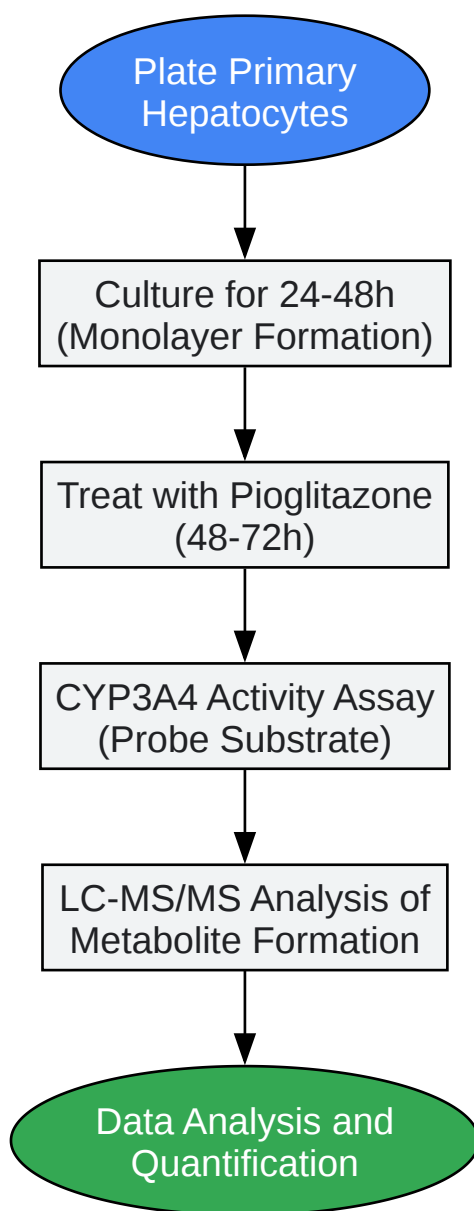 Plate Primary
Hepatocytes
Culture for 24-48h
(Monolayer Formation)
Treat with Pioglitazone
(48-72h)
CYP3A4 Activity Assay
(Probe Substrate)
LC-MS/MS Analysis of
Metabolite Formation
Data Analysis and
Quantification